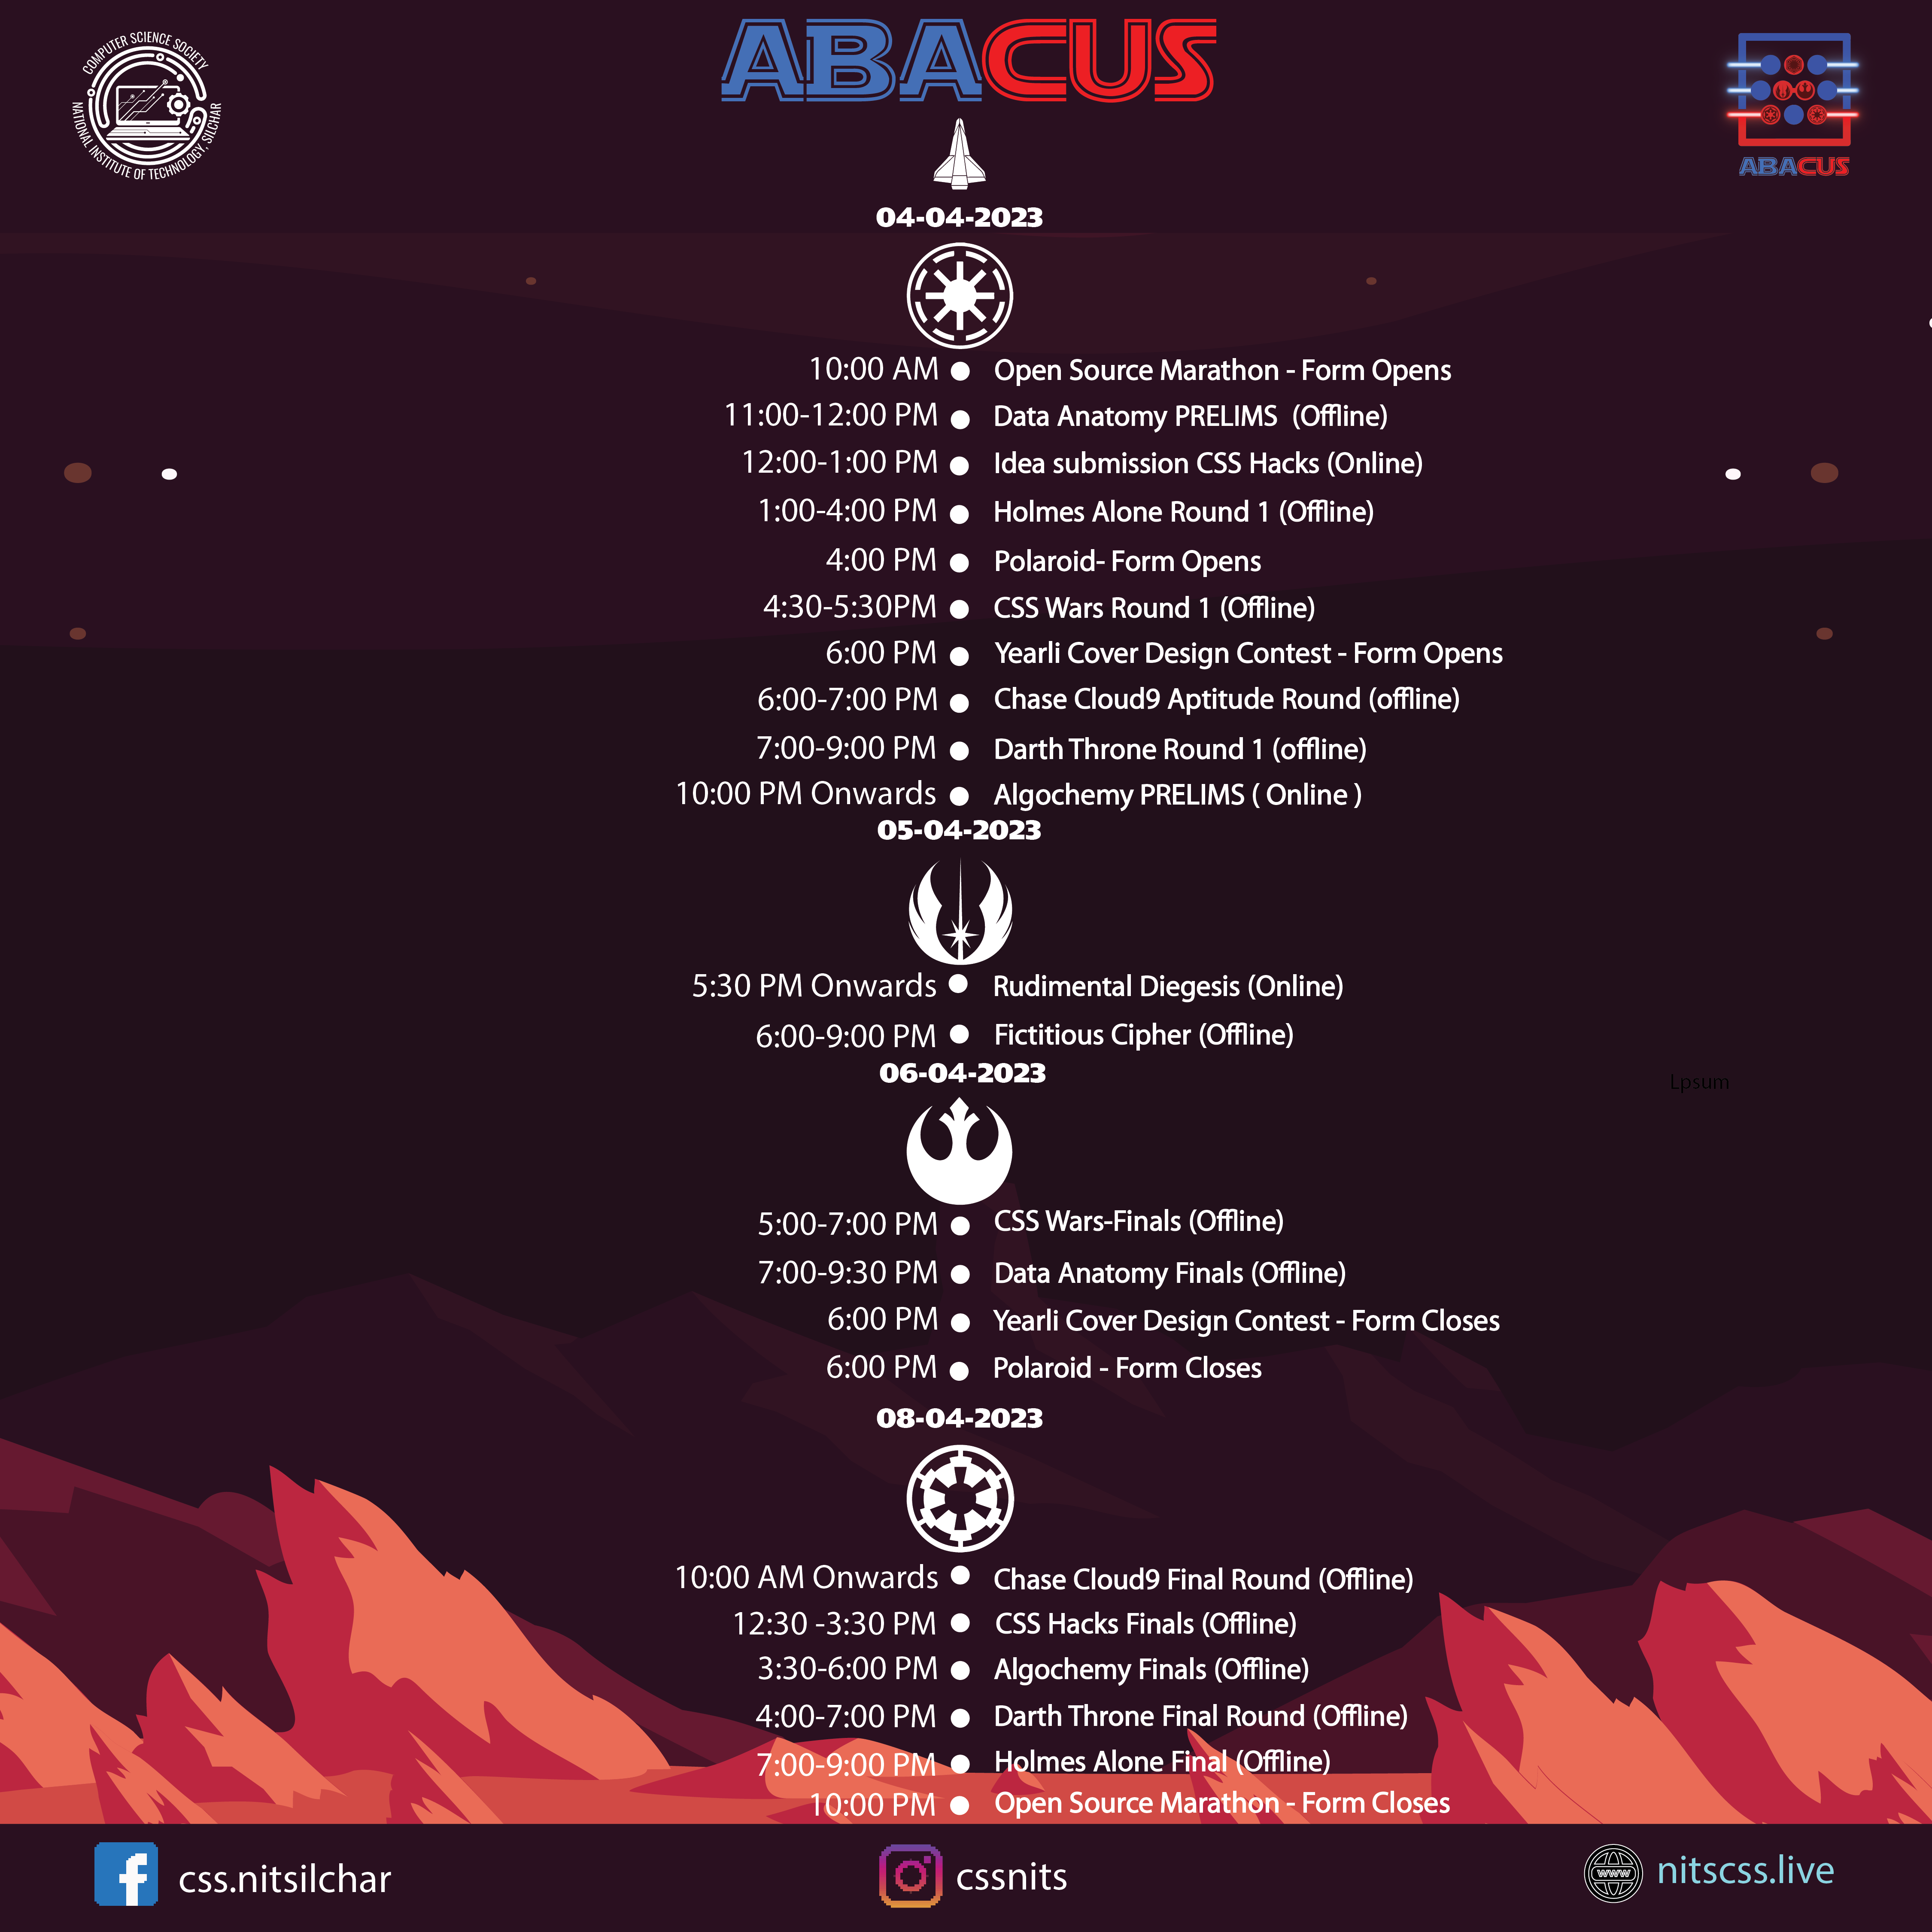 COMPUTER SCIENCE SOCIETY
NATIONAL INSTITUTE OF TECHNOLOGY, SILCHAR
ABACUS
ABACUS
04-04-2023
10:00 AM Open Source Marathon - Form Opens
11:00-12:00 PM Data Anatomy PRELIMS (Offline)
12:00-1:00 PM Idea submission CSS Hacks (Online)
1:00-4:00 PM Holmes Alone Round 1 (Offline)
4:00 PM Polaroid- Form Opens
4:30-5:30PM CSS Wars Round 1 (Offline)
6:00 PM Yearli Cover Design Contest - Form Opens
6:00-7:00 PM Chase Cloud9 Aptitude Round (offline)
7:00-9:00 PM Darth Throne Round 1 (offline)
10:00 PM Onwards Algochemy PRELIMS ( Online )
05-04-2023
5:30 PM Onwards Rudimental Diegesis (Online)
6:00-9:00 PM Fictitious Cipher (Offline)
06-04-2023
Lpsum
5:00-7:00 PM CSS Wars-Finals (Offline)
7:00-9:30 PM Data Anatomy Finals (Offline)
6:00 PM Yearli Cover Design Contest - Form Closes
6:00 PM Polaroid - Form Closes
08-04-2023
10:00 AM Onwards Chase Cloud9 Final Round (Offline)
12:30 -3:30 PM CSS Hacks Finals (Offline)
3:30-6:00 PM Algochemy Finals (Offline)
4:00-7:00 PM Darth Throne Final Round (Offline)
7:00-9:00 PM Holmes Alone Final (Offline)
10:00 PM Open Source Marathon - Form Closes
css.nitsilchar
cssnits
www
nitscss.live